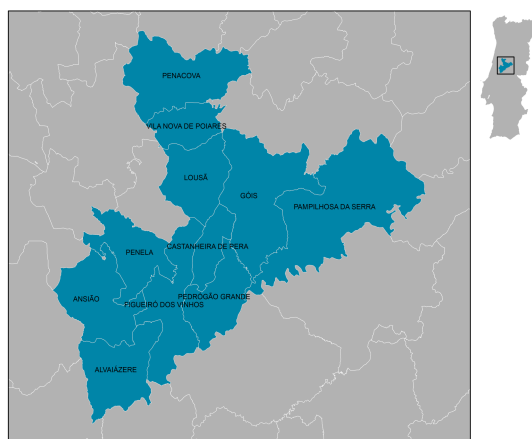 PENACOVA
VILA NOVA DE POIARES
LOUSÃ
GÓIS
PAMPILHOSA DA SERRA
CASTANHEIRA DE PERA
PENELA
PEDRÓGÃO GRANDE
ANSIÃO
FIGUEIRÓ DOS VINHOS
ALVAIÁZERE